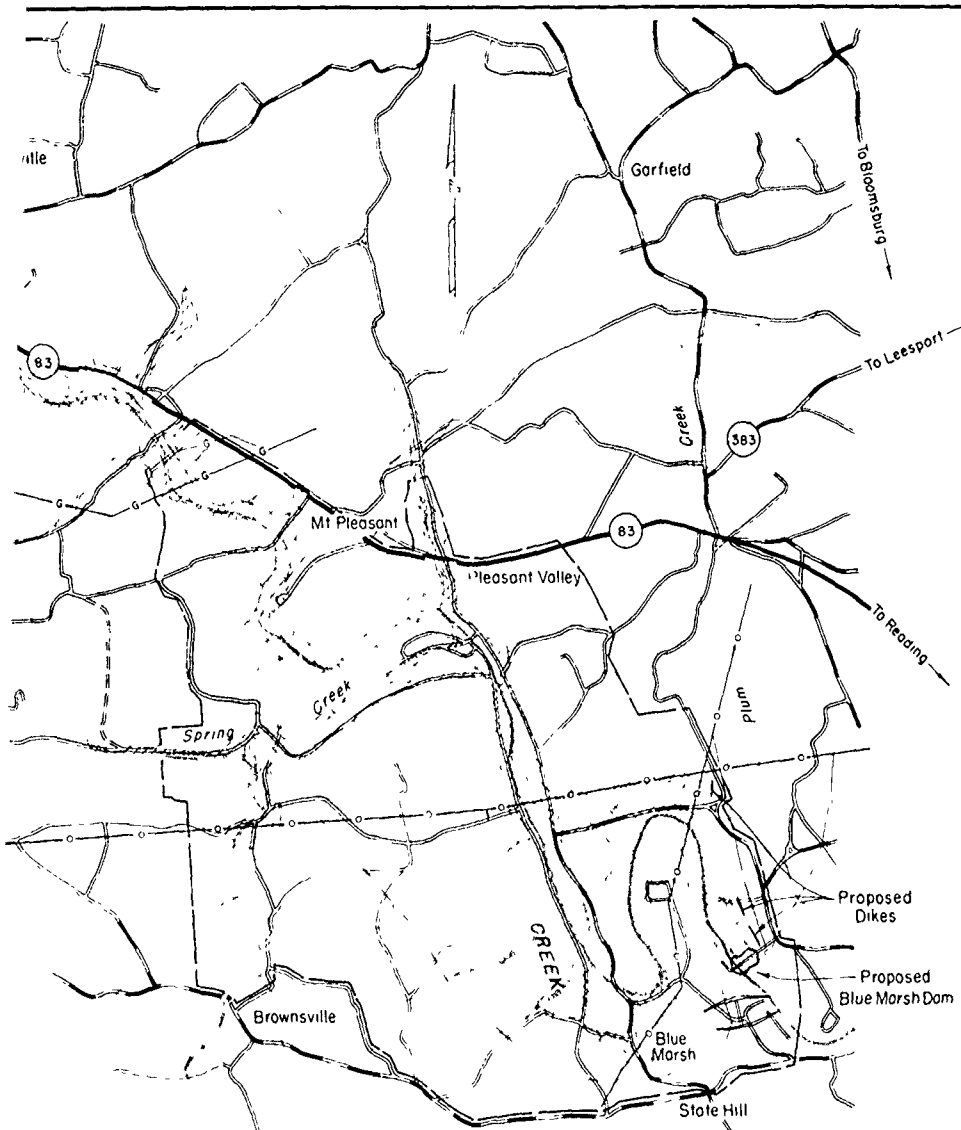 Garfield
To Bloomsburg
83
To Leesport
Creek
383
G
G
G
G
Mt Pleasant
83
Pleasant Valley
To Reading
Creek
Plum
Spring
Proposed
Dikes
CREEK
Proposed
Blue Marsh Dam
Brownsville
Blue
Marsh
State Hill